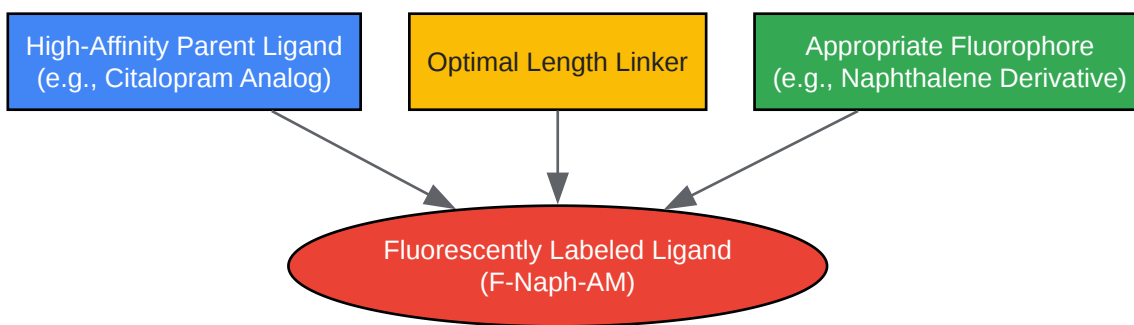 High-Affinity Parent Ligand
(e.g., Citalopram Analog)
Optimal Length Linker
Appropriate Fluorophore
(e.g., Naphthalene Derivative)
Fluorescently Labeled Ligand
(F-Naph-AM)